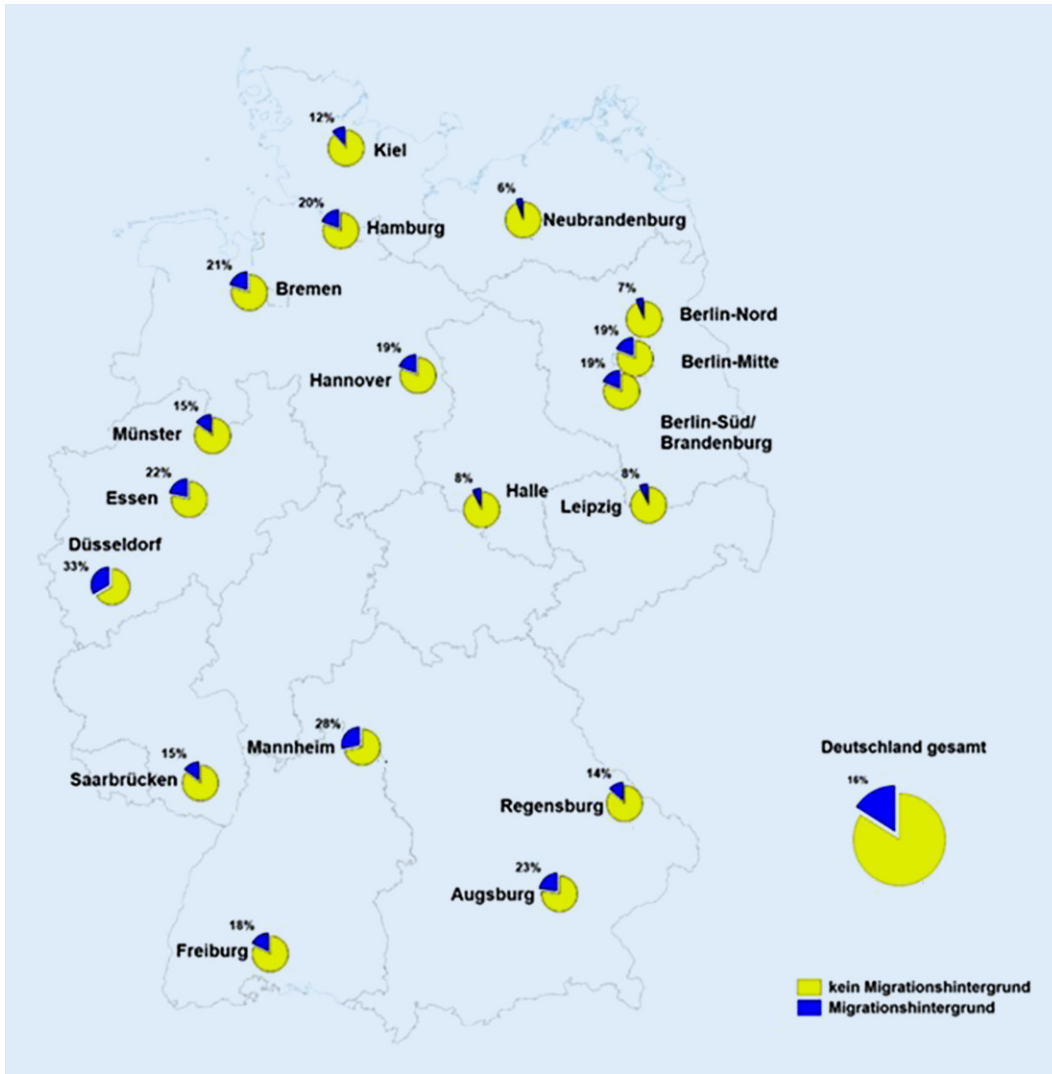 12%
Kiel
6%
Neubrandenburg
20%
Hamburg
21%
Bremen
7%
Berlin-Nord
19%
Berlin-Mitte
19%
Berlin-Süd/
Brandenburg
19%
Hannover
15%
Münster
22%
Essen
8%
Halle
8%
Leipzig
Düsseldorf
33%
28%
Mannheim
15%
Saarbrücken
14%
Regensburg
Deutschland gesamt
16%
23%
Augsburg
18%
Freiburg
kein Migrationshintergrund
Migrationshintergrund